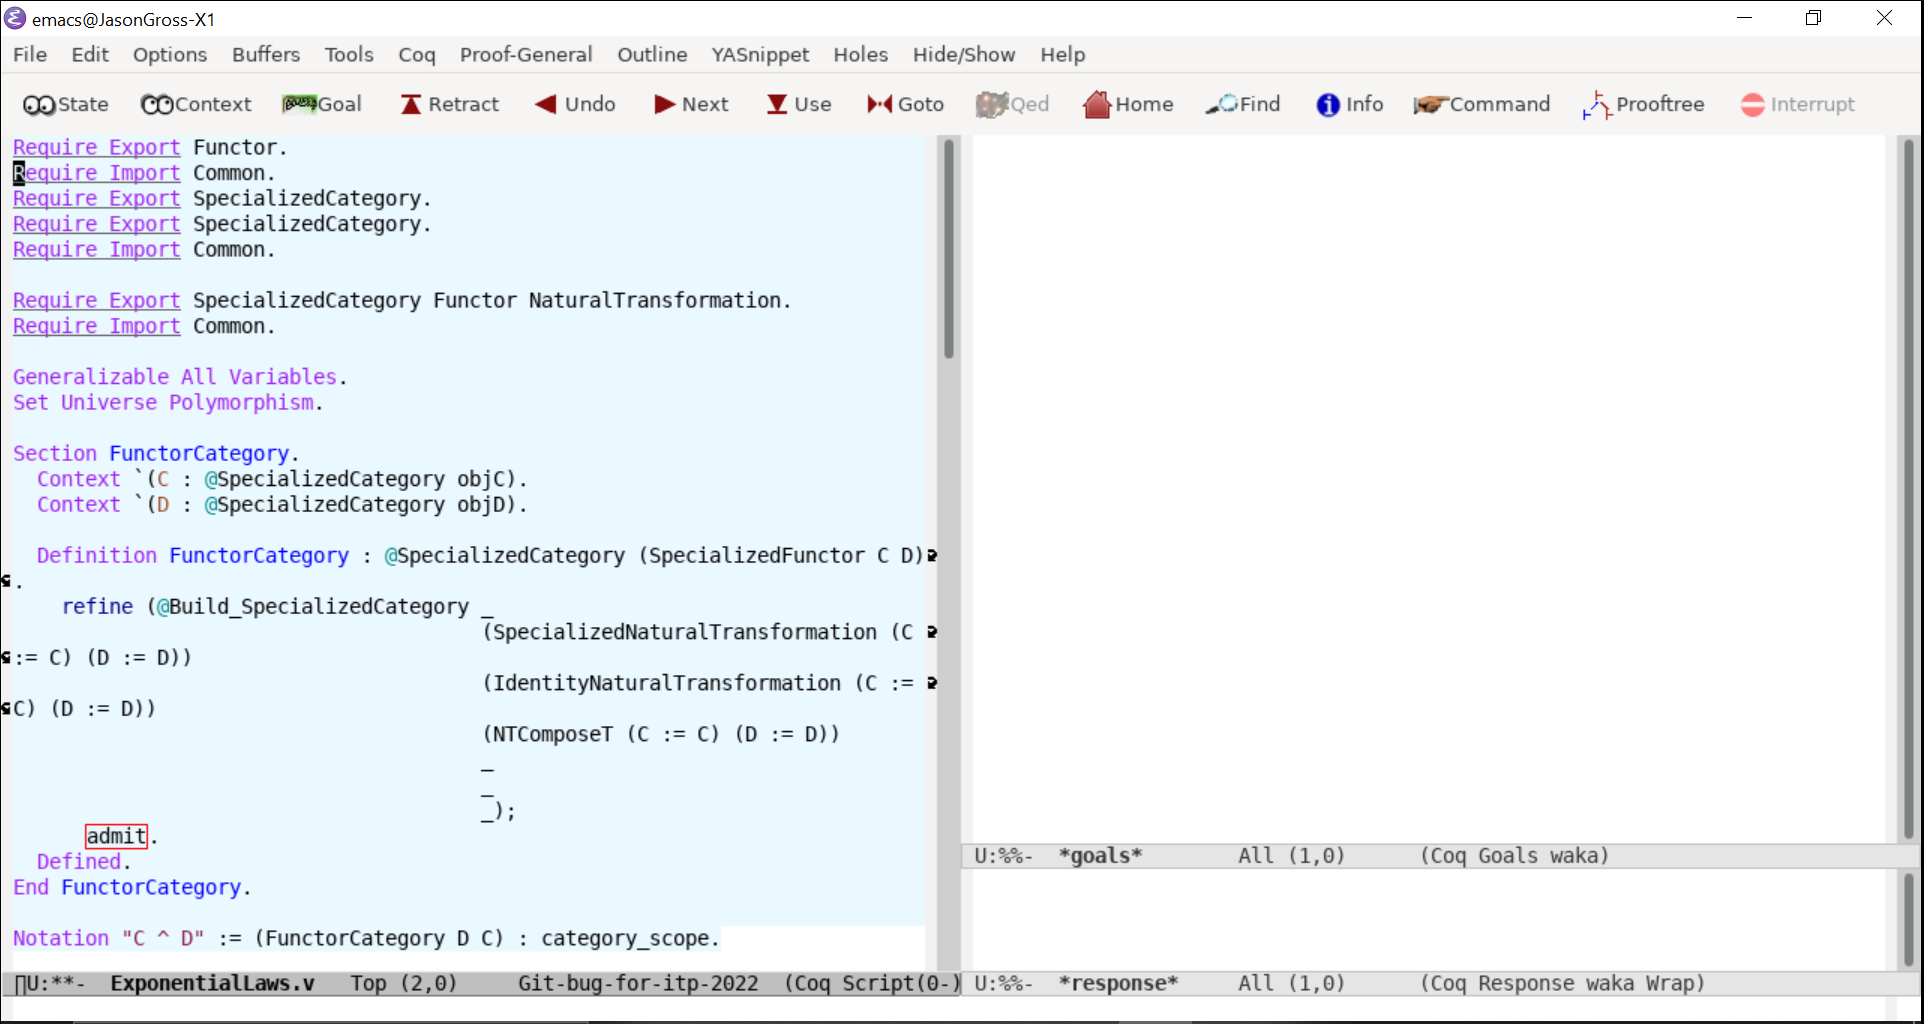 emacs@JasonGross-X1
File Edit Options Buffers Tools Coq Proof-General Outline YASnippet Holes Hide/Show Help
State Context Goal Retract Undo Next Use Goto Qed Home Find Info Command Prooftree Interrupt
Require Export Functor.
Require Import Common.
Require Export SpecializedCategory.
Require Export SpecializedCategory.
Require Import Common.
Require Export SpecializedCategory Functor NaturalTransformation.
Require Import Common.
Generalizable All Variables.
Set Universe Polymorphism.
Section FunctorCategory.
Context `(C : @SpecializedCategory objC).
Context `(D : @SpecializedCategory objD).
Definition FunctorCategory : @SpecializedCategory (SpecializedFunctor C D)
.
refine (@Build_SpecializedCategory _
(SpecializedNaturalTransformation (C
:= C) (D := D))
(IdentityNaturalTransformation (C :=
C) (D := D))
(NTComposeT (C := C) (D := D))
_
_
_);
admit.
Defined.
End FunctorCategory.
Notation "C ^ D" := (FunctorCategory D C) : category_scope.
U:**- ExponentialLaws.v Top (2,0) Git-bug-for-itp-2022 (Coq Script(0-)
U:%%- *goals* All (1,0) (Coq Goals waka)
U:%%- *response* All (1,0) (Coq Response waka Wrap)